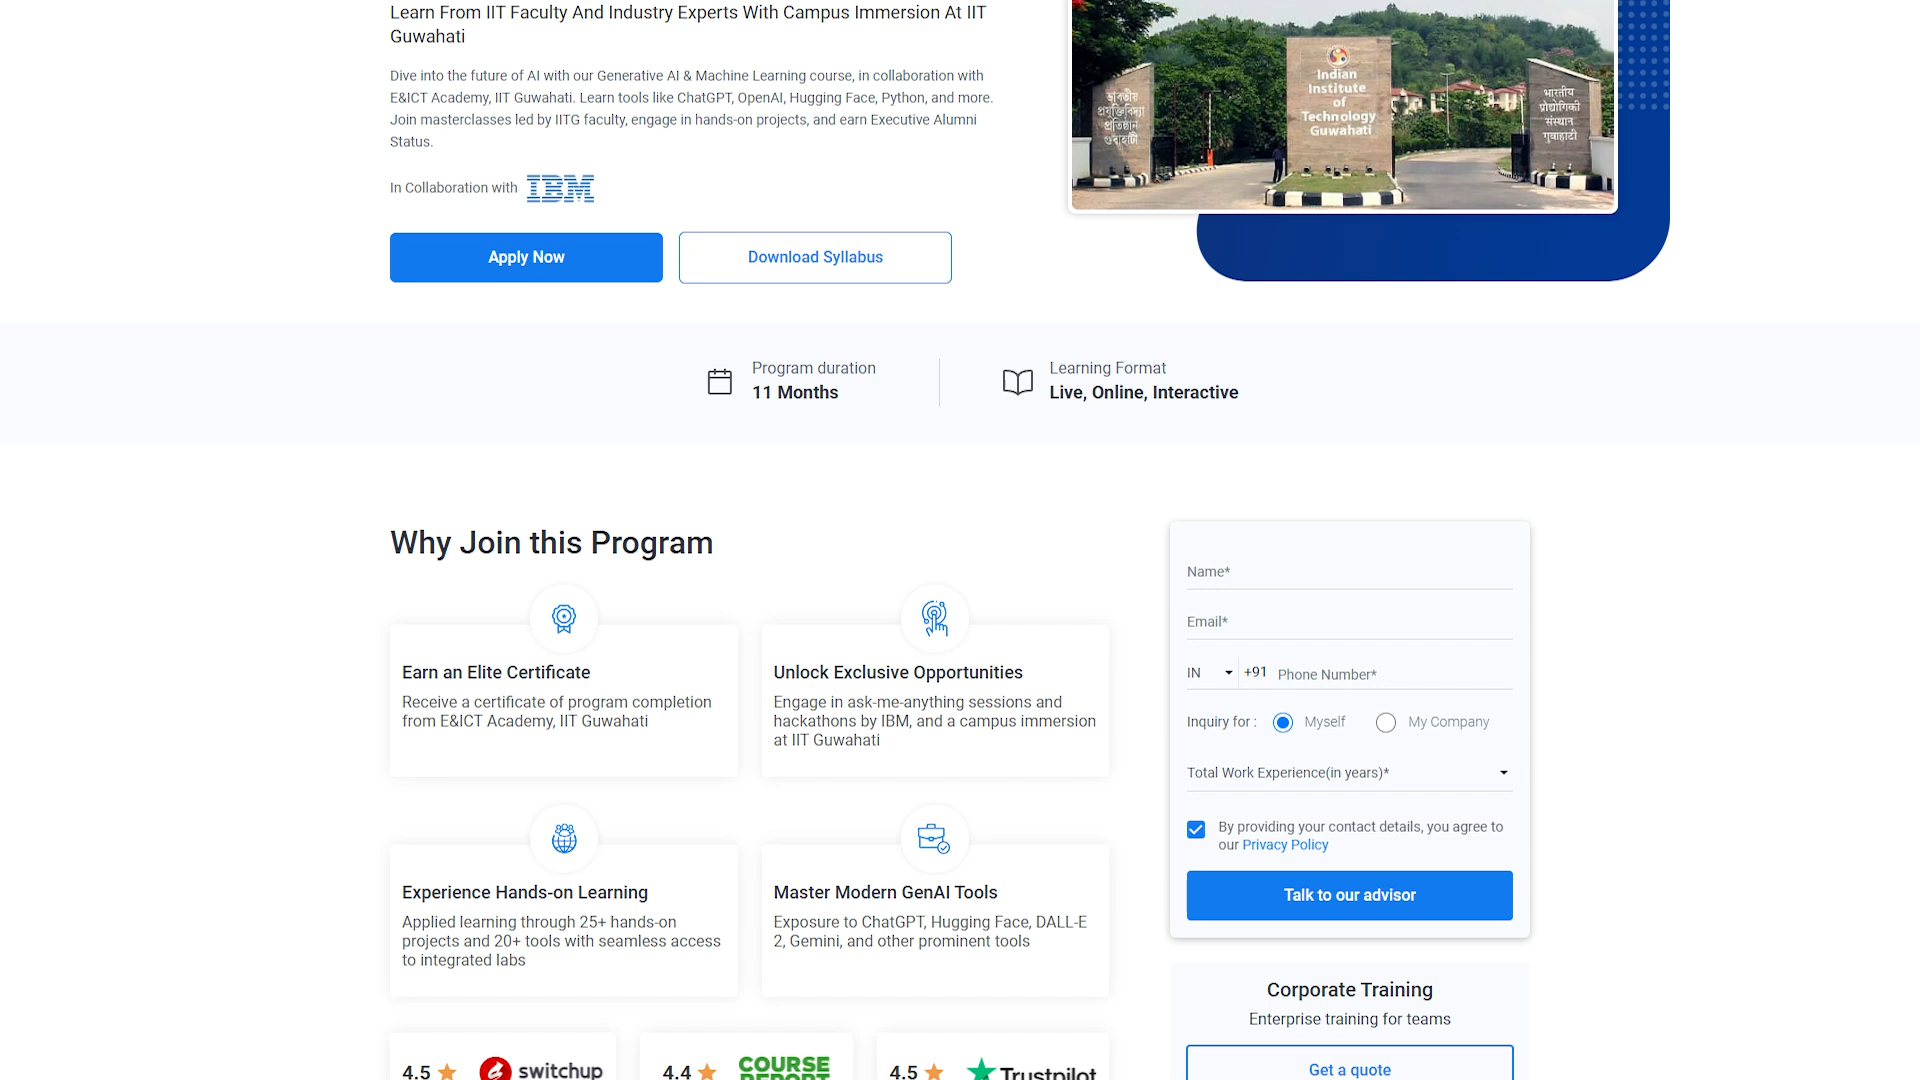 Learn From IIT Faculty And Industry Experts With Campus Immersion At IIT
Guwahati
Dive into the future of AI with our Generative AI & Machine Learning course, in collaboration with
E&ICT Academy, IIT Guwahati. Learn tools like ChatGPT, OpenAI, Hugging Face, Python, and more.
Join masterclasses led by IITG faculty, engage in hands-on projects, and earn Executive Alumni
Status.
In Collaboration with IBM
Apply Now
Download Syllabus
ভাৰতীয়
প্ৰযুক্তিবিদ্যা
প্ৰতিষ্ঠান
গুৱাহাটী
Indian
Institute
of
Technology
Guwahati
भारतीय
प्रौद्योगिकी
संस्थान
गुवाहाटी
Program duration
11 Months
Learning Format
Live, Online, Interactive
Why Join this Program
Earn an Elite Certificate
Receive a certificate of program completion
from E&ICT Academy, IIT Guwahati
Unlock Exclusive Opportunities
Engage in ask-me-anything sessions and
hackathons by IBM, and a campus immersion
at IIT Guwahati
Experience Hands-on Learning
Applied learning through 25+ hands-on
projects and 20+ tools with seamless access
to integrated labs
Master Modern GenAI Tools
Exposure to ChatGPT, Hugging Face, DALL-E
2, Gemini, and other prominent tools
4.5 switchup
4.4 COURSE
REPORT
4.5 Trustpilot
Name*
Email*
IN +91 Phone Number*
Inquiry for : Myself My Company
Total Work Experience(in years)*
By providing your contact details, you agree to
our Privacy Policy
Talk to our advisor
Corporate Training
Enterprise training for teams
Get a quote